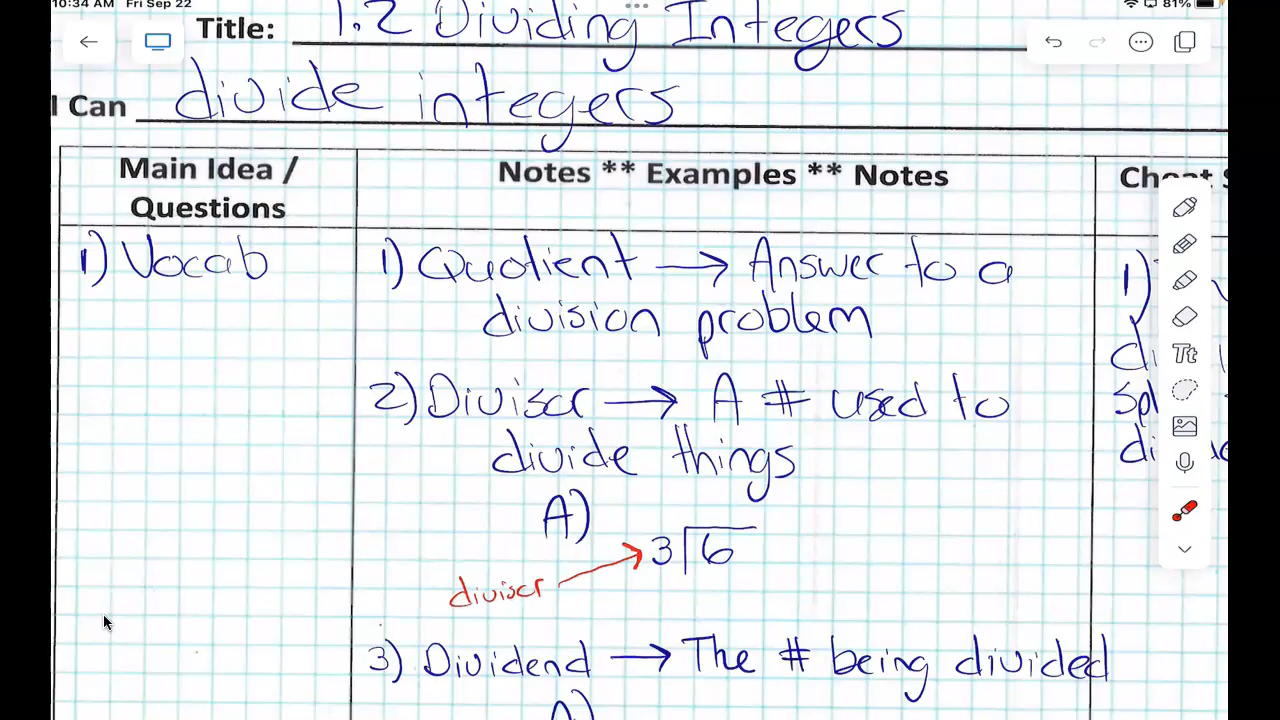 10:34 AM Fri Sep 22
81%
Title: 1.2 Dividing Integers
I Can divide integers
Main Idea / Questions
Notes ** Examples ** Notes
1) Vocab
1) Quotient → Answer to a
division problem
2) Divisor → A # used to
divide things
A)
3 6
divisor
3) Dividend → The # being divided
A)
1)
Tt